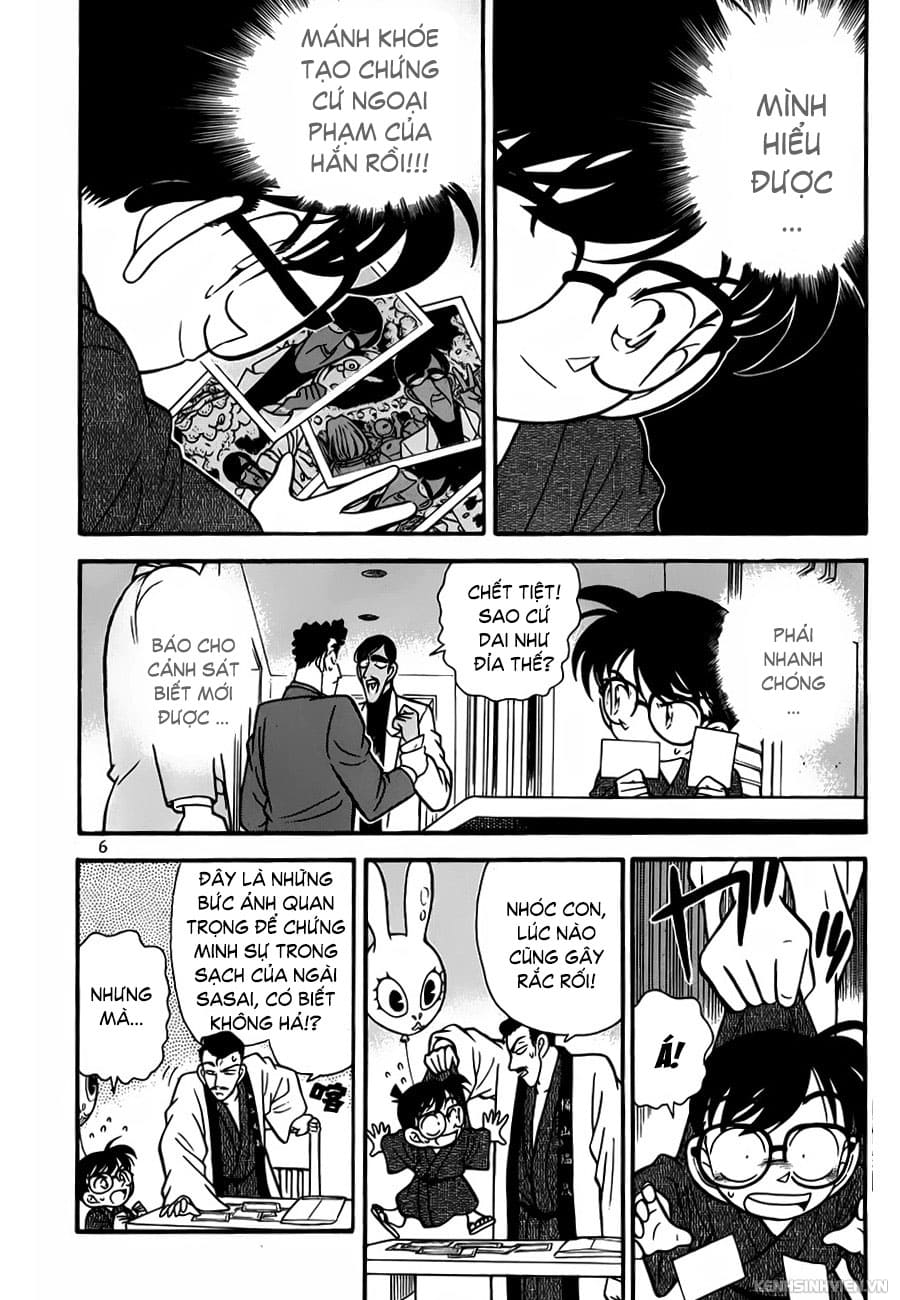 MÌNH
HIỂU
ĐƯỢC
...
MÁNH KHÓE
TẠO CHỨNG
CỨ NGOẠI
PHẠM CỦA
HẮN RỒI!!!
PHẢI
NHANH
CHÓNG
...
CHẾT TIỆT!
SAO CỨ
DAI NHƯ
ĐỈA THẾ?
BÁO CHO
CẢNH SÁT
BIẾT MỚI
ĐƯỢC ...
6
Á!
NHÓC CON,
LÚC NÀO
CŨNG GÂY
RẮC RỐI!
ĐÂY LÀ NHỮNG
BỨC ẢNH QUAN
TRỌNG ĐỂ CHỨNG
MINH SỰ TRONG
SẠCH CỦA NGÀI
SASAI, CÓ BIẾT
KHÔNG HẢ!?
NHƯNG
MÀ...
KENHSINHVIEN.VN